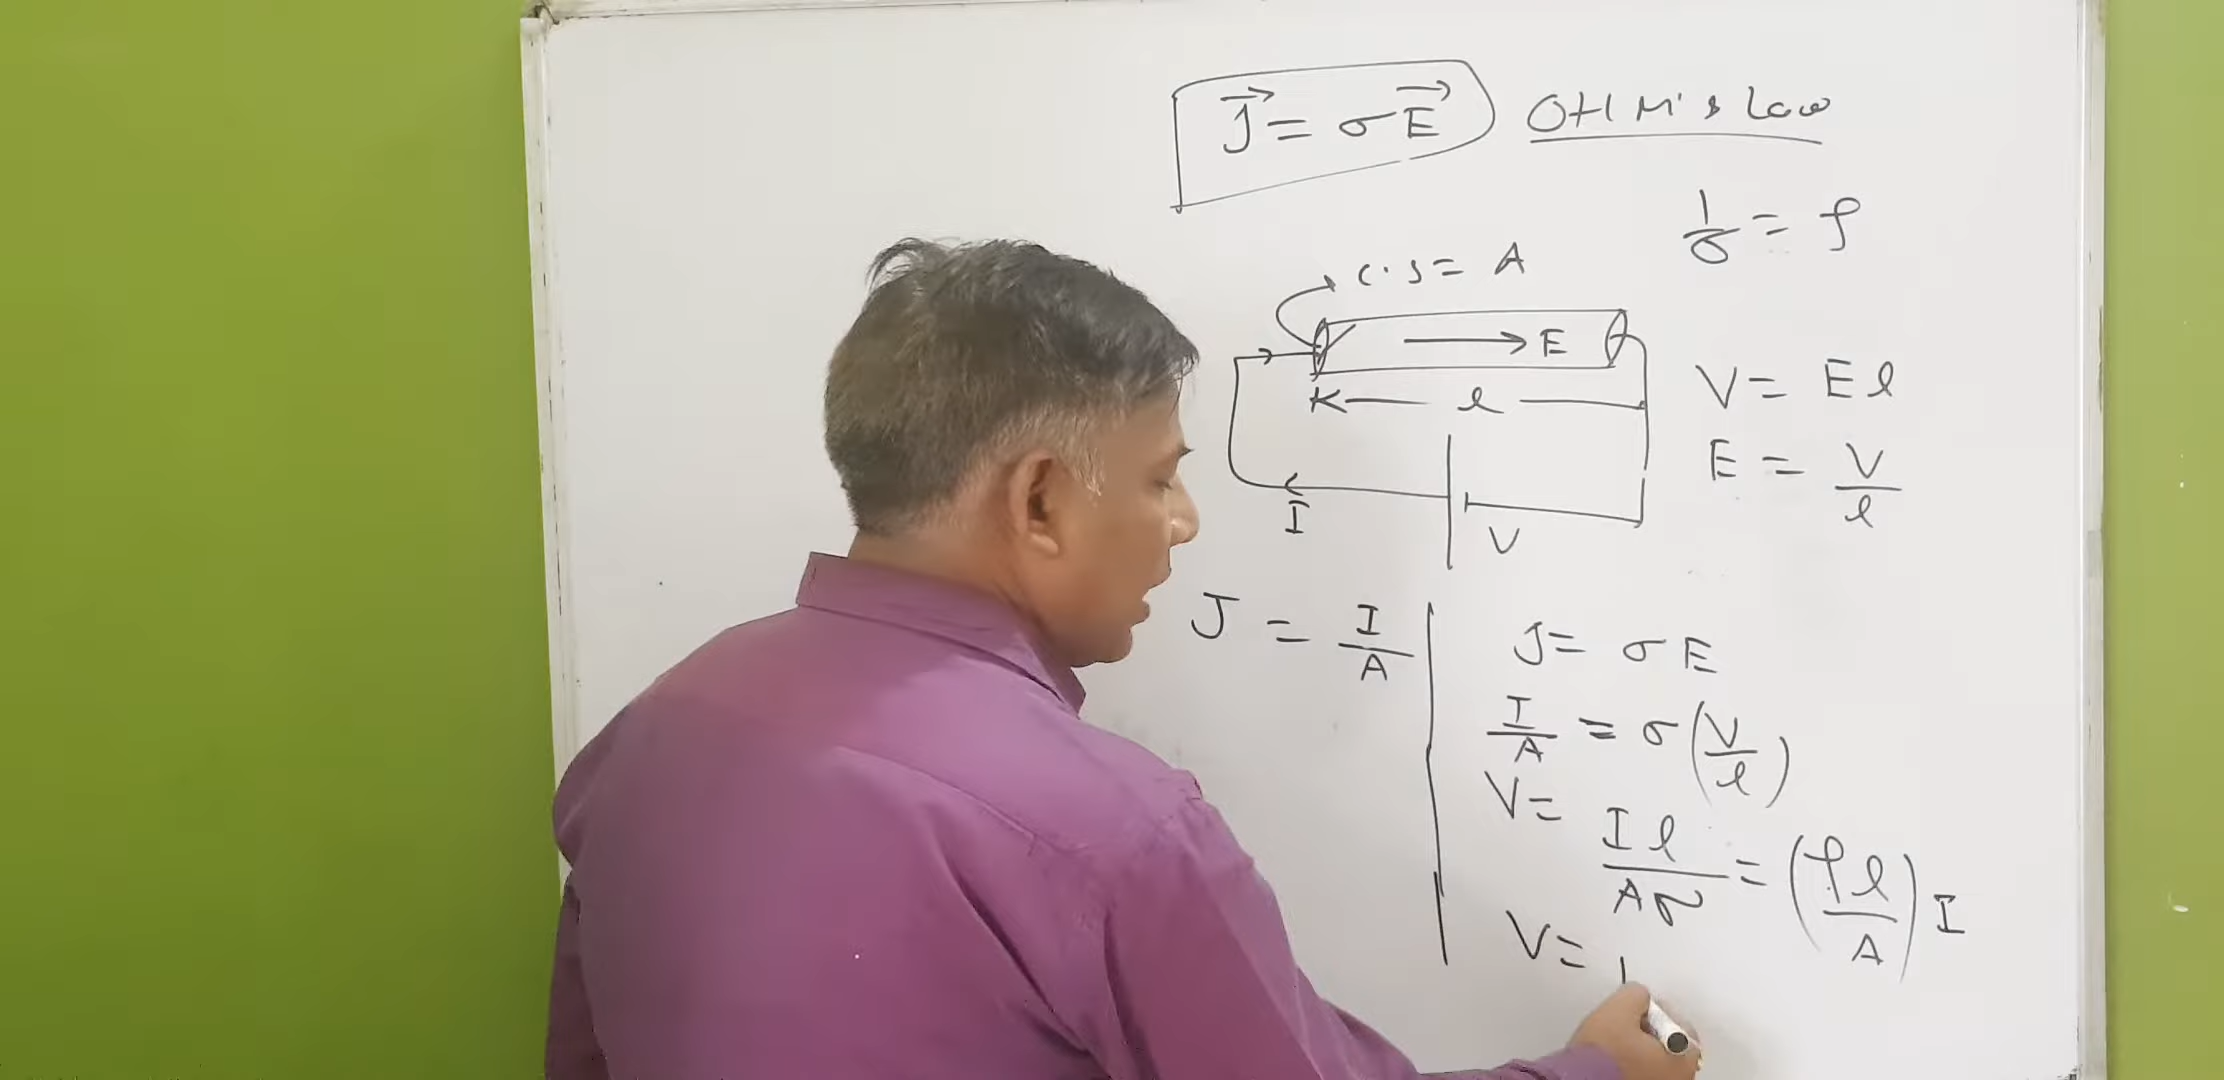 J⃗ = σE⃗ OHM's Law
1/σ = ρ
C.S = A
E
l
V = El
E = V/l
I
V
J = I/A
J = σE
I/A = σ(V/l)
V = Il/Aσ = (ρl/A) I
V =